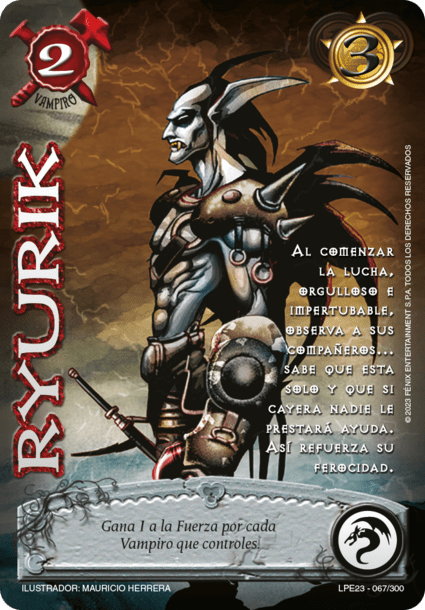 2
VAMPIRO
3
RYURIK
Al comenzar
la lucha,
orgulloso e
impertubable,
observa a sus
compañeros...
sabe que esta
solo y que si
cayera nadie le
prestará ayuda.
Así refuerza su
ferocidad.
© 2023 FÉNIX ENTERTAINMENT S.P.A. TODOS LOS DERECHOS RESERVADOS
Gana 1 a la Fuerza por cada
Vampiro que controles.
ILUSTRADOR: MAURICIO HERRERA
LPE23 - 067/300